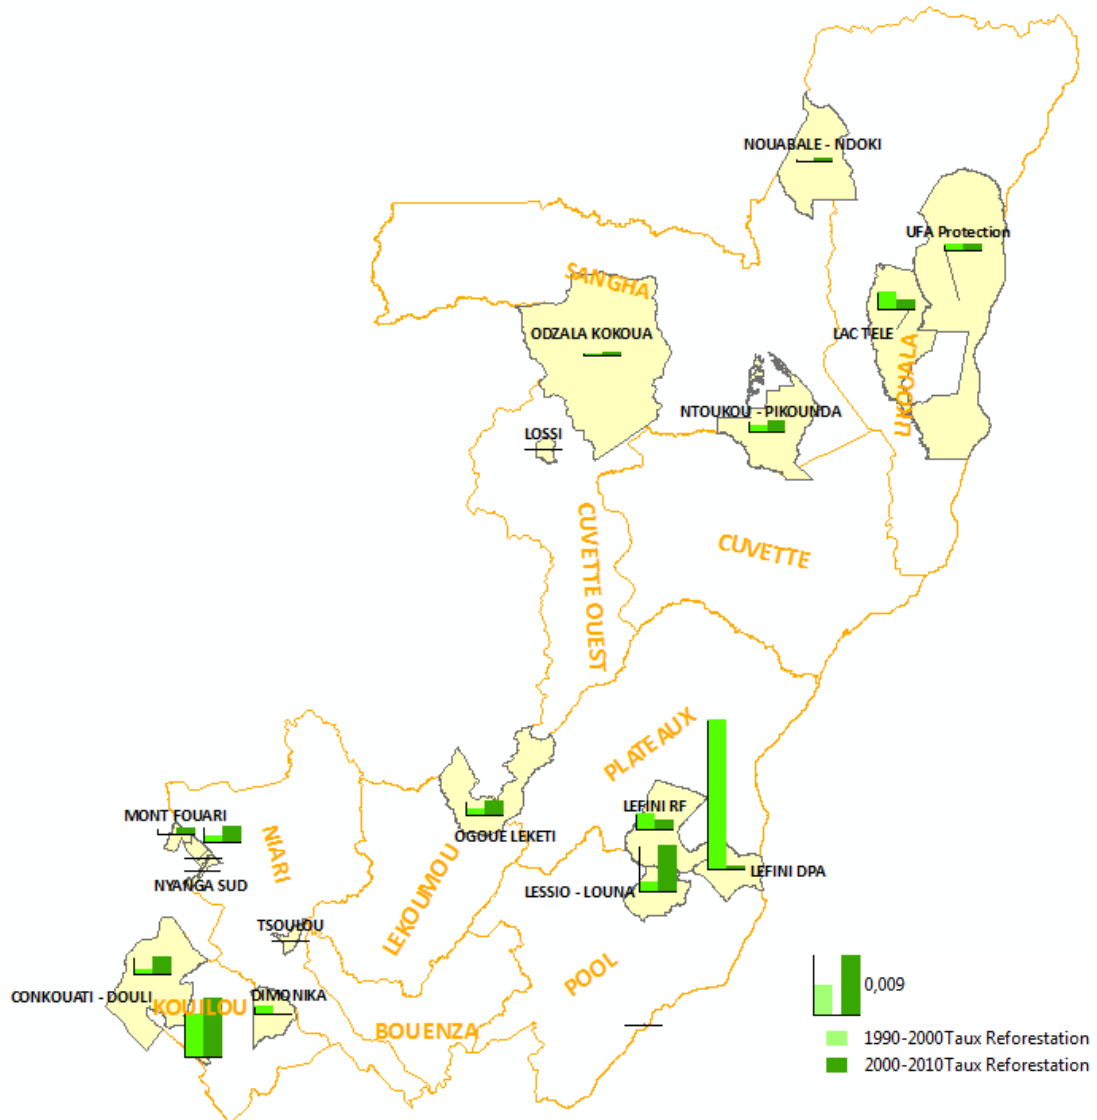 NOUABALE - NDOKI
UFA Protection
SANGHA
ODZALA KOKOUA
LAC TELE
LIKOUALA
NTOUKOU - PIKOUNDA
LOSSI
CUVETTE OUEST
CUVETTE
PLATEAUX
MONT FOUARI
LEFINI RF
NIARI
OGOUE LEKETI
LEFINI DPA
NYANGA SUD
LESSIO - LOUNA
LEKOUMOU
TSOULOU
POOL
CONKOUATI - DOULI
KOUILOU
DIMONIKA
BOUENZA
0,009
1990-2000Taux Reforestation
2000-2010Taux Reforestation